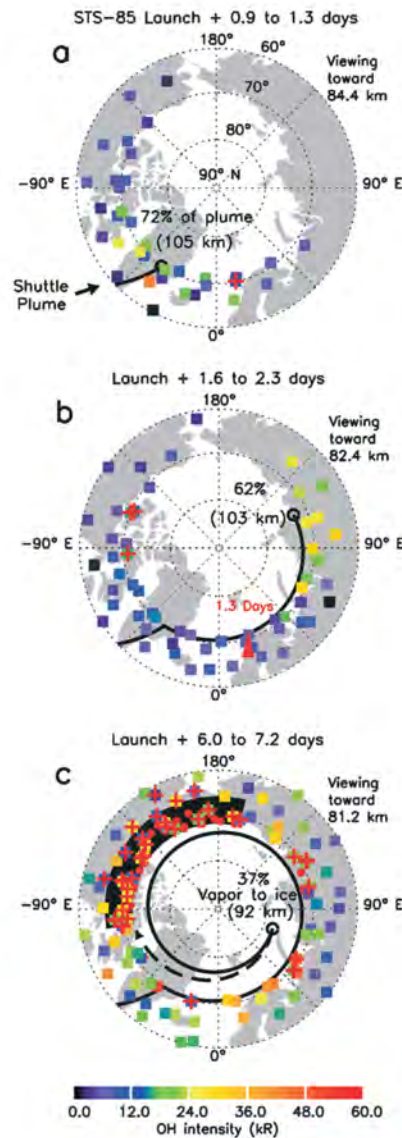 STS-85 Launch + 0.9 to 1.3 days
a
180°
60°
Viewing
toward
84.4 km
70°
80°
90° N
-90° E
90° E
72% of plume
(105 km)
Shuttle
Plume
0°
Launch + 1.6 to 2.3 days
b
180°
Viewing
toward
82.4 km
62%
(103 km)
-90° E
90° E
1.3 Days
0°
Launch + 6.0 to 7.2 days
c
180°
Viewing
toward
81.2 km
37%
Vapor to ice
(92 km)
-90° E
90° E
0°
0.0 12.0 24.0 36.0 48.0 60.0
OH intensity (kR)